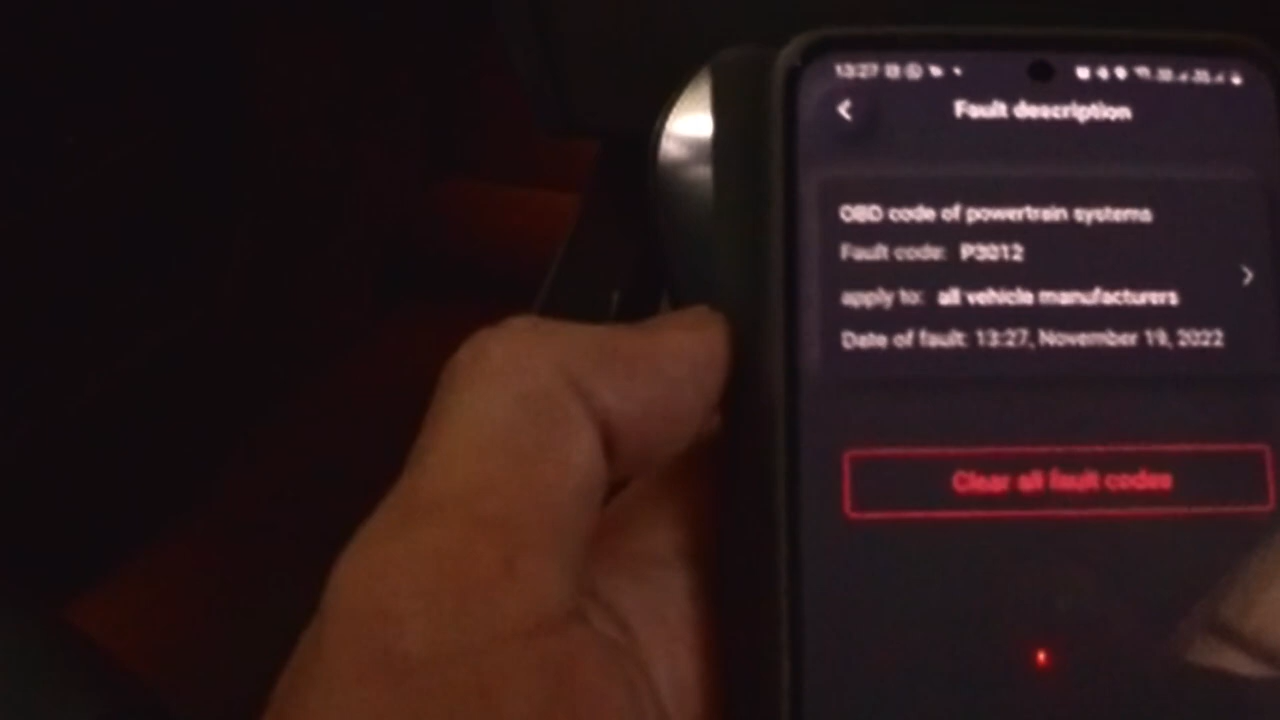 13:27
Fault description
OBD code of powertrain systems
Fault code: P3012
apply to: all vehicle manufacturers
Date of fault: 13:27, November 19, 2022
Clear all fault codes